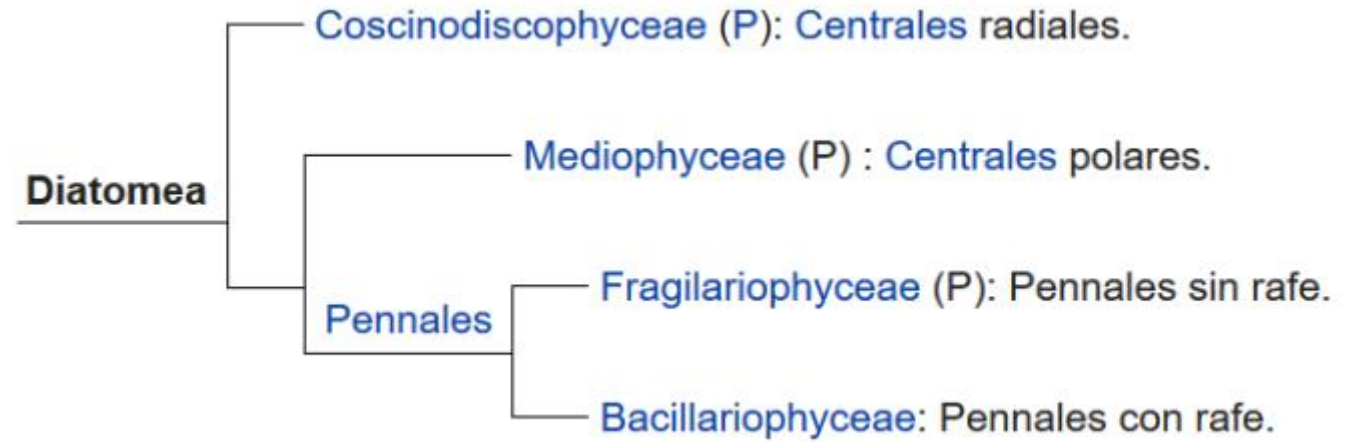 Coscinodiscophyceae (P): Centrales radiales.
Mediophyceae (P) : Centrales polares.
Diatomea
Fragilariophyceae (P): Pennales sin rafe.
Pennales
Bacillariophyceae: Pennales con rafe.